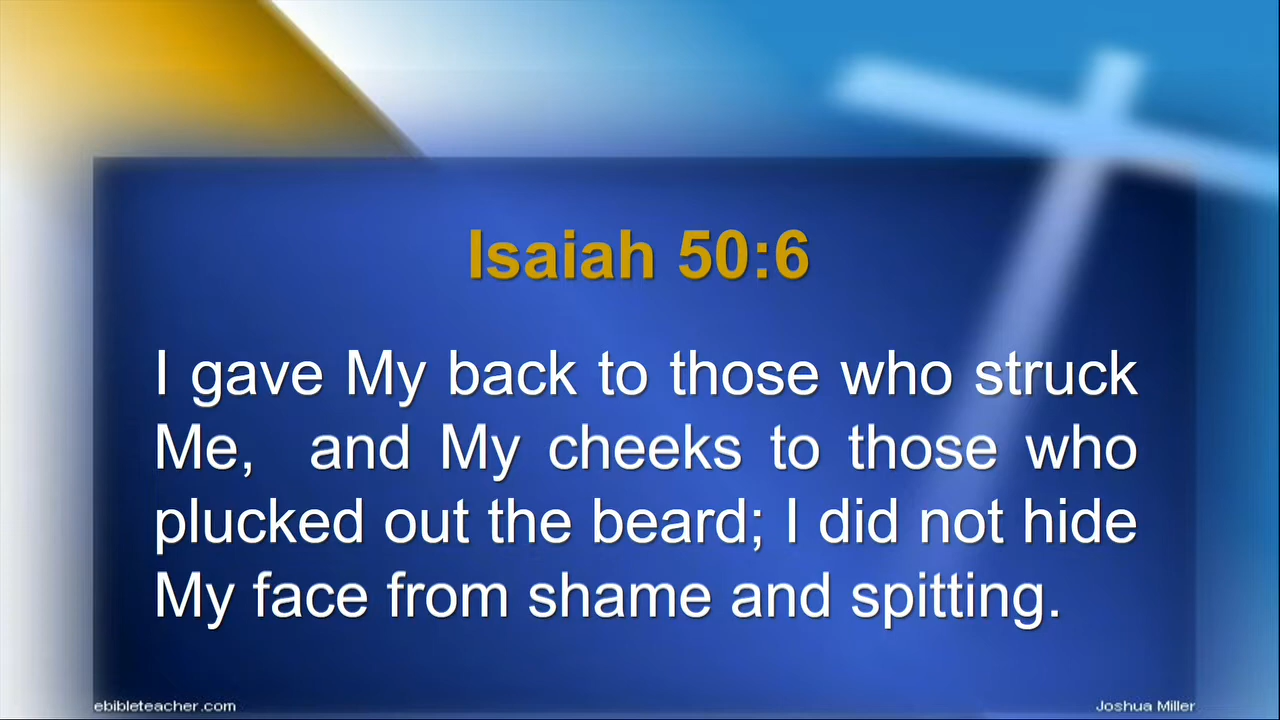 Isaiah 50:6
I gave My back to those who struck
Me, and My cheeks to those who
plucked out the beard; I did not hide
My face from shame and spitting.
ebibleteacher.com
Joshua Miller